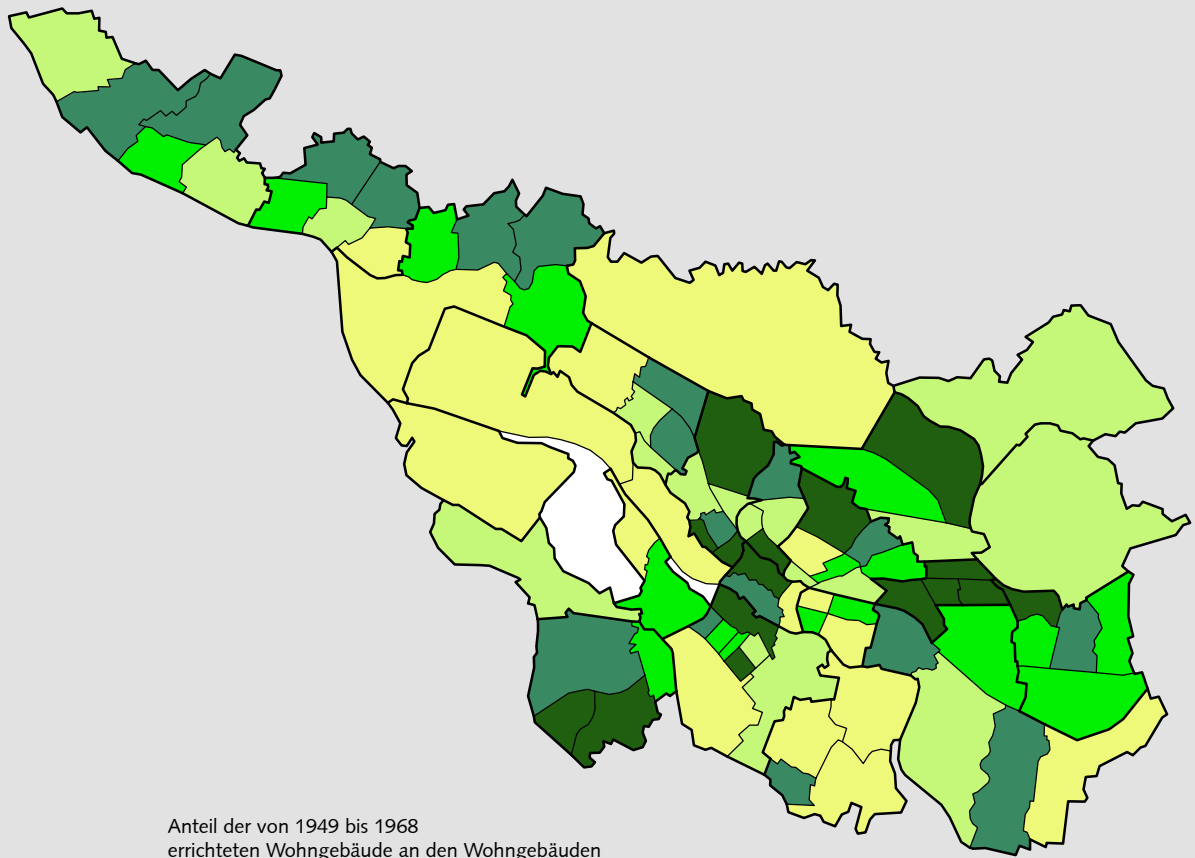 Anteil der von 1949 bis 1968
errichteten Wohngebäude an den Wohngebäuden